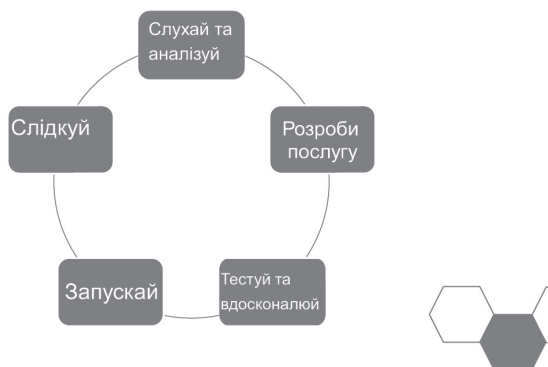 Слухай та
аналізуй
Розроби
послугу
Тестуй та
вдосконалюй
Запускай
Слідкуй